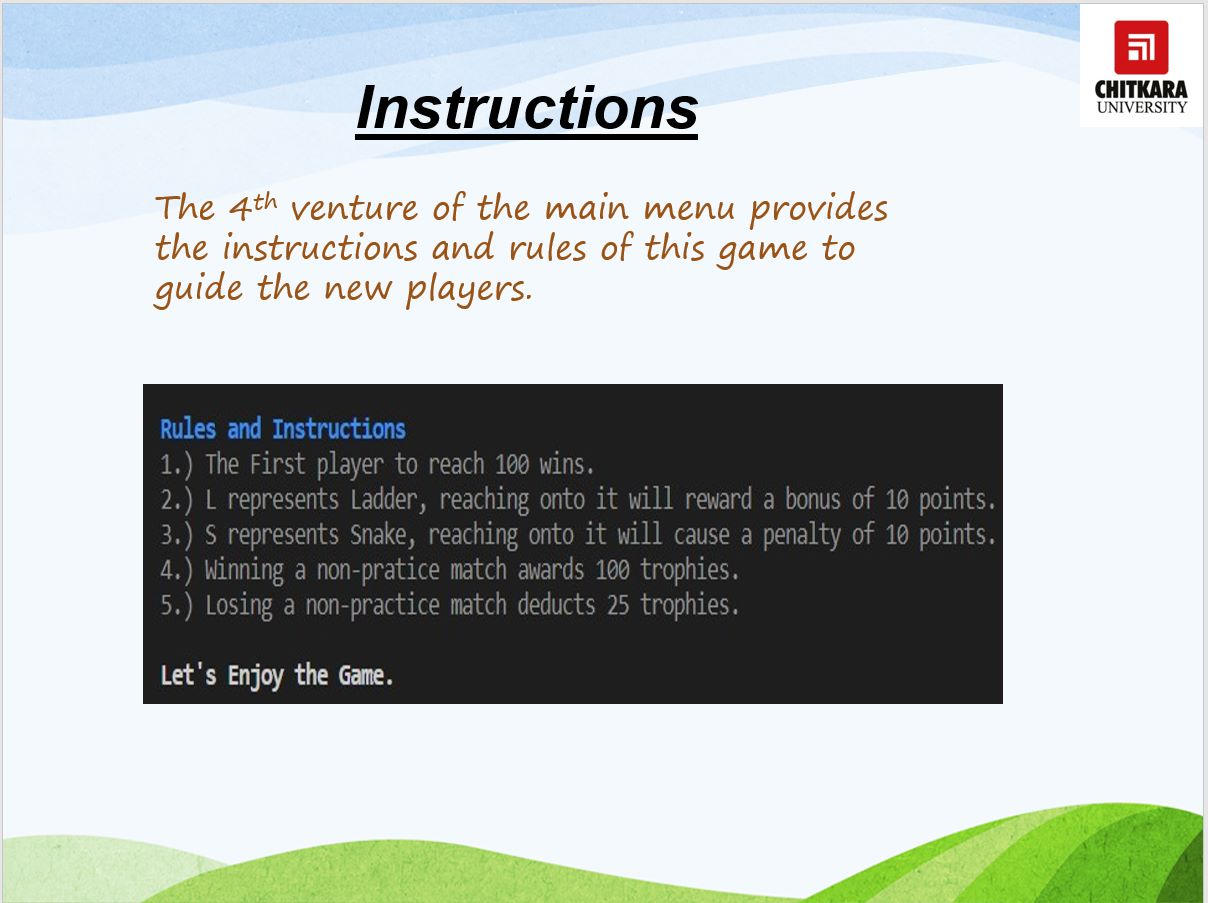 CHITKARA
UNIVERSITY
Instructions
The 4th venture of the main menu provides
the instructions and rules of this game to
guide the new players.
Rules and Instructions
1.) The First player to reach 100 wins.
2.) L represents Ladder, reaching onto it will reward a bonus of 10 points.
3.) S represents Snake, reaching onto it will cause a penalty of 10 points.
4.) Winning a non-pratice match awards 100 trophies.
5.) Losing a non-practice match deducts 25 trophies.
Let's Enjoy the Game.